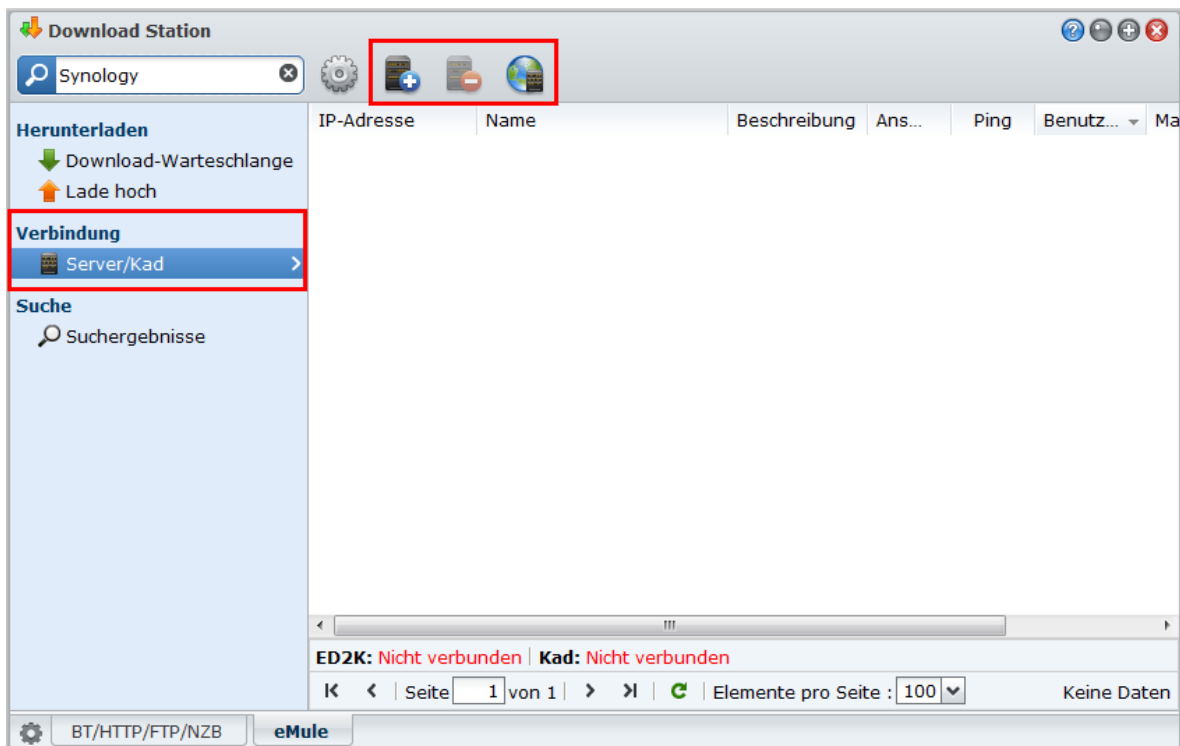 Download Station
Synology
Herunterladen
Download-Warteschlange
Lade hoch
Verbindung
Server/Kad
Suche
Suchergebnisse
IP-Adresse Name Beschreibung Ans... Ping Benutz... Ma
ED2K: Nicht verbunden Kad: Nicht verbunden
Seite 1 von 1 Elemente pro Seite : 100 Keine Daten
BT/HTTP/FTP/NZB eMule